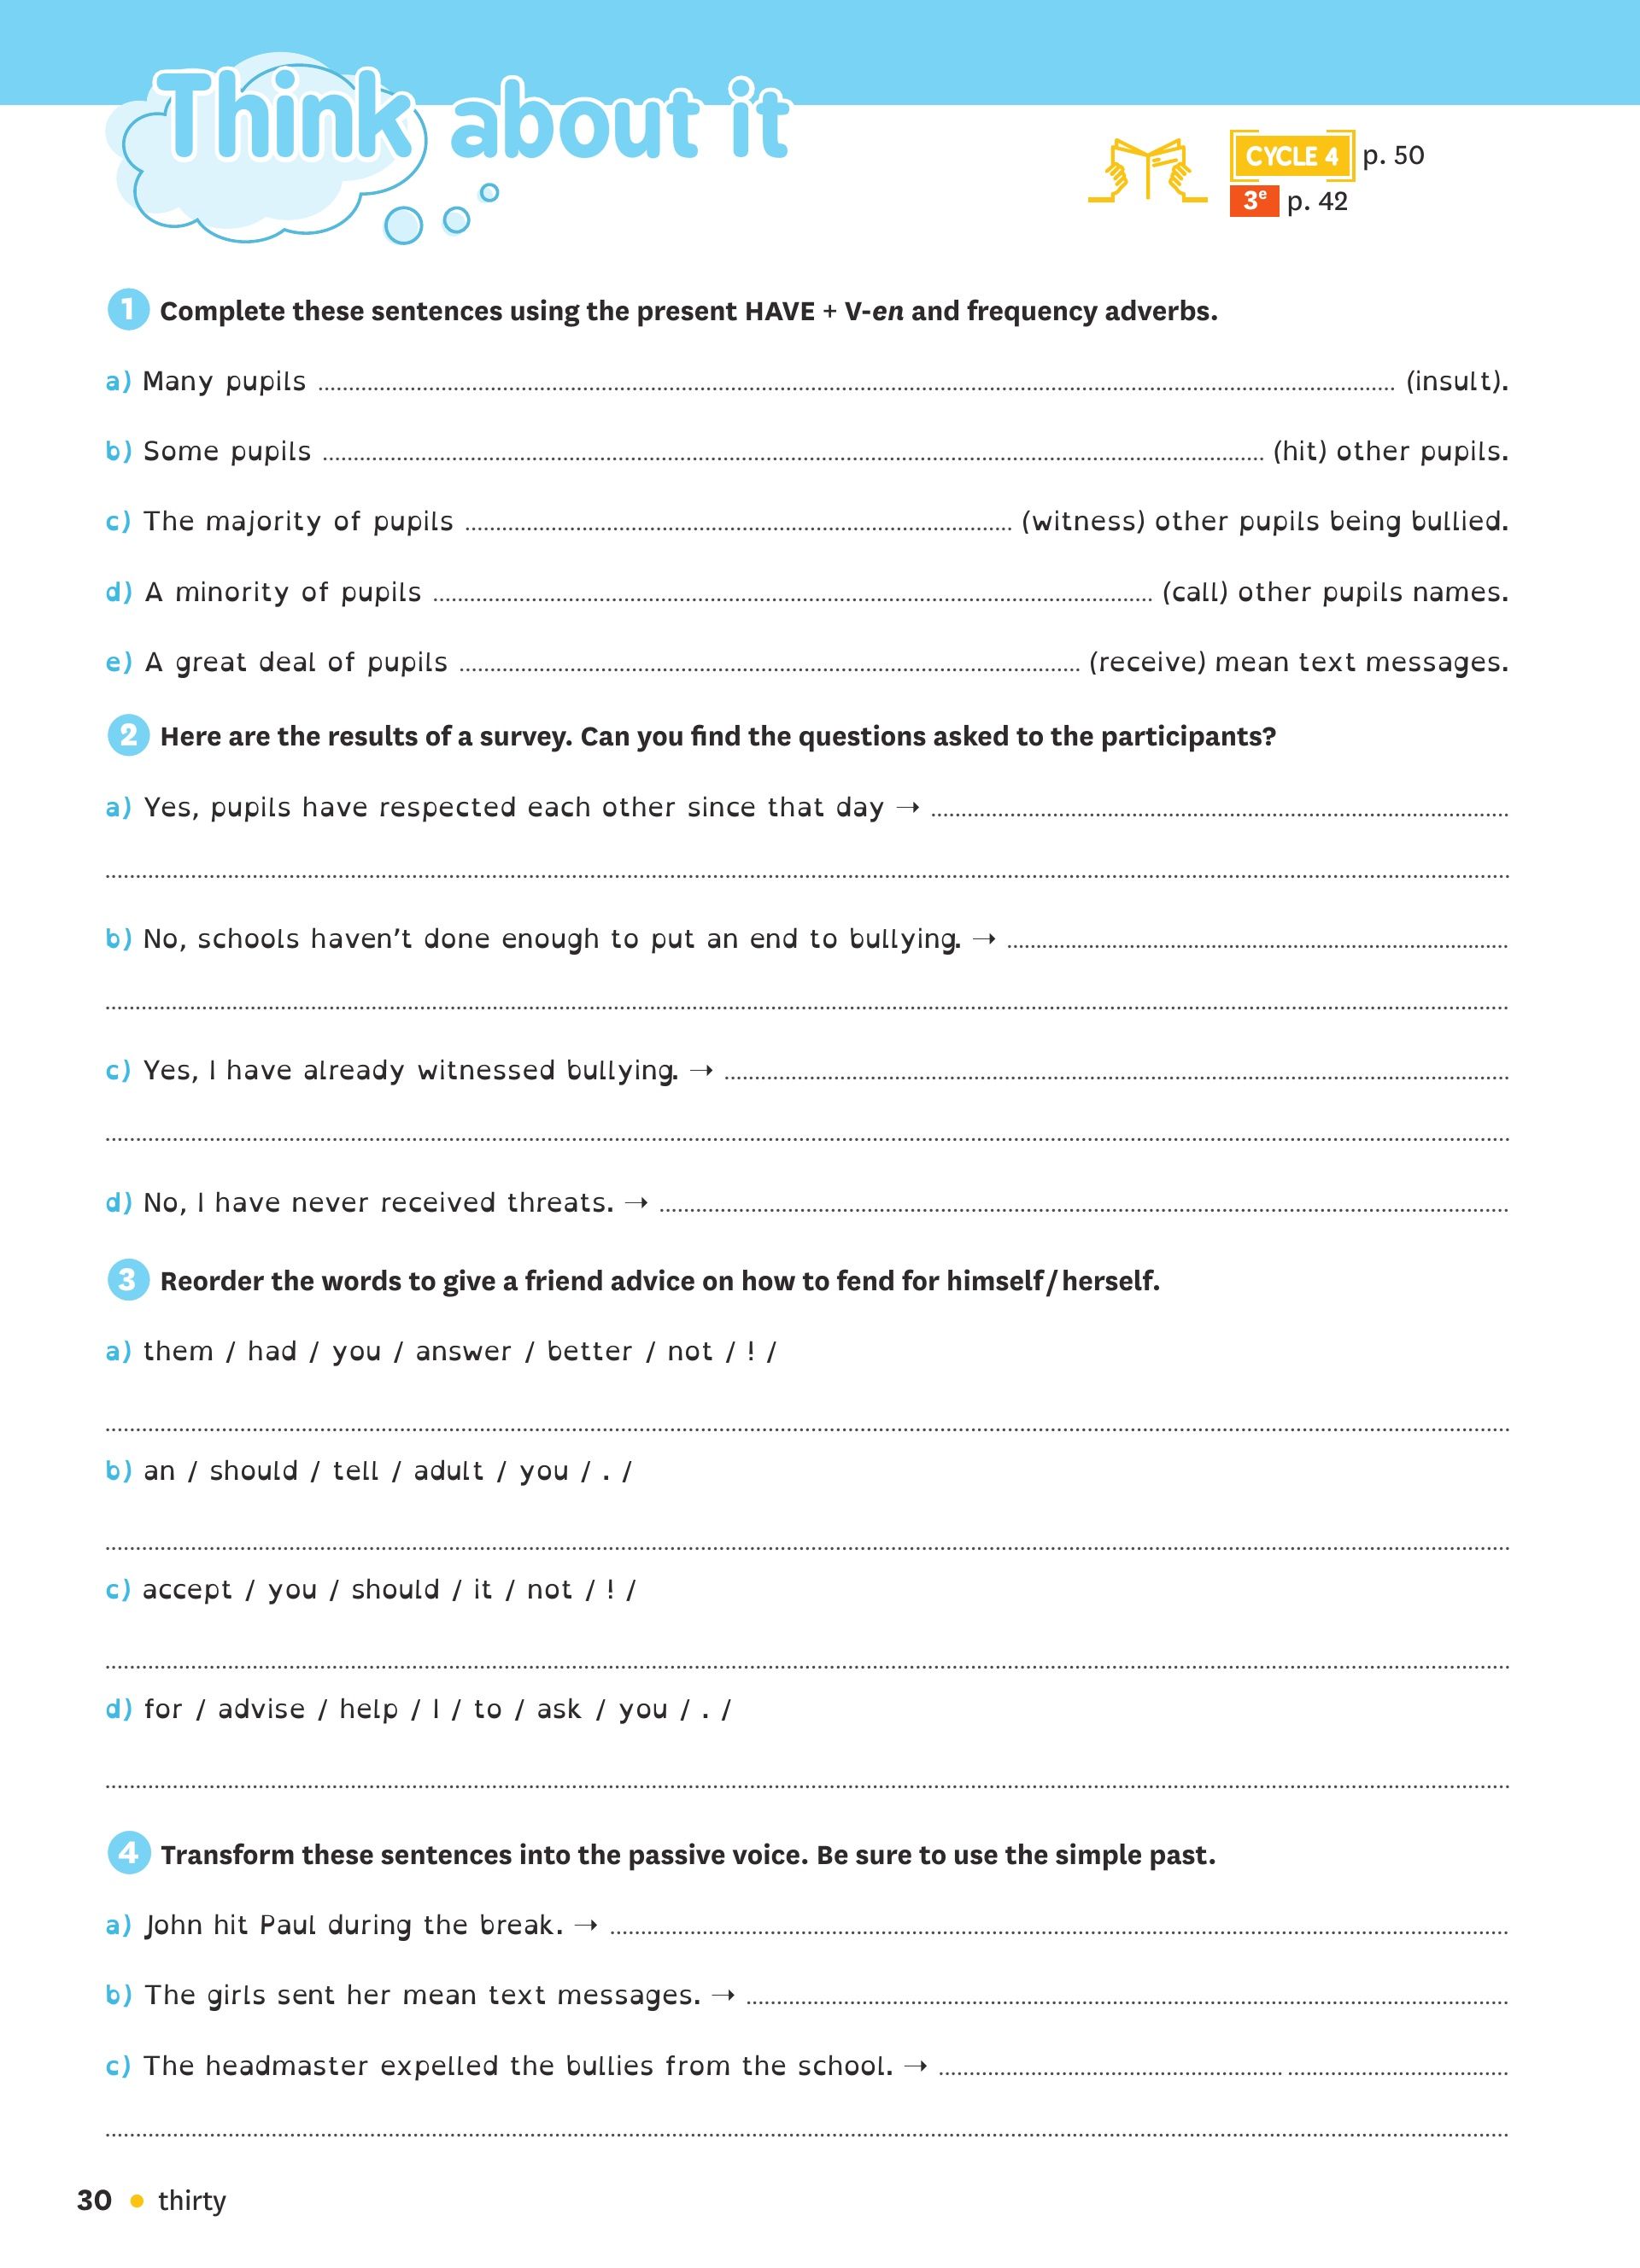 Think about it
CYCLE 4 p. 50
3e p. 42
1 Complete these sentences using the present HAVE + V-en and frequency adverbs.
a) Many pupils ........ (insult).
b) Some pupils ........ (hit) other pupils.
c) The majority of pupils ........ (witness) other pupils being bullied.
d) A minority of pupils ........ (call) other pupils names.
e) A great deal of pupils ........ (receive) mean text messages.
2 Here are the results of a survey. Can you find the questions asked to the participants?
a) Yes, pupils have respected each other since that day → ........
b) No, schools haven't done enough to put an end to bullying. → ........
c) Yes, I have already witnessed bullying. → ........
d) No, I have never received threats. → ........
3 Reorder the words to give a friend advice on how to fend for himself/herself.
a) them / had / you / answer / better / not / ! /
b) an / should / tell / adult / you / . /
c) accept / you / should / it / not / ! /
d) for / advise / help / I / to / ask / you / . /
4 Transform these sentences into the passive voice. Be sure to use the simple past.
a) John hit Paul during the break. → ........
b) The girls sent her mean text messages. → ........
c) The headmaster expelled the bullies from the school. → ........
30 • thirty